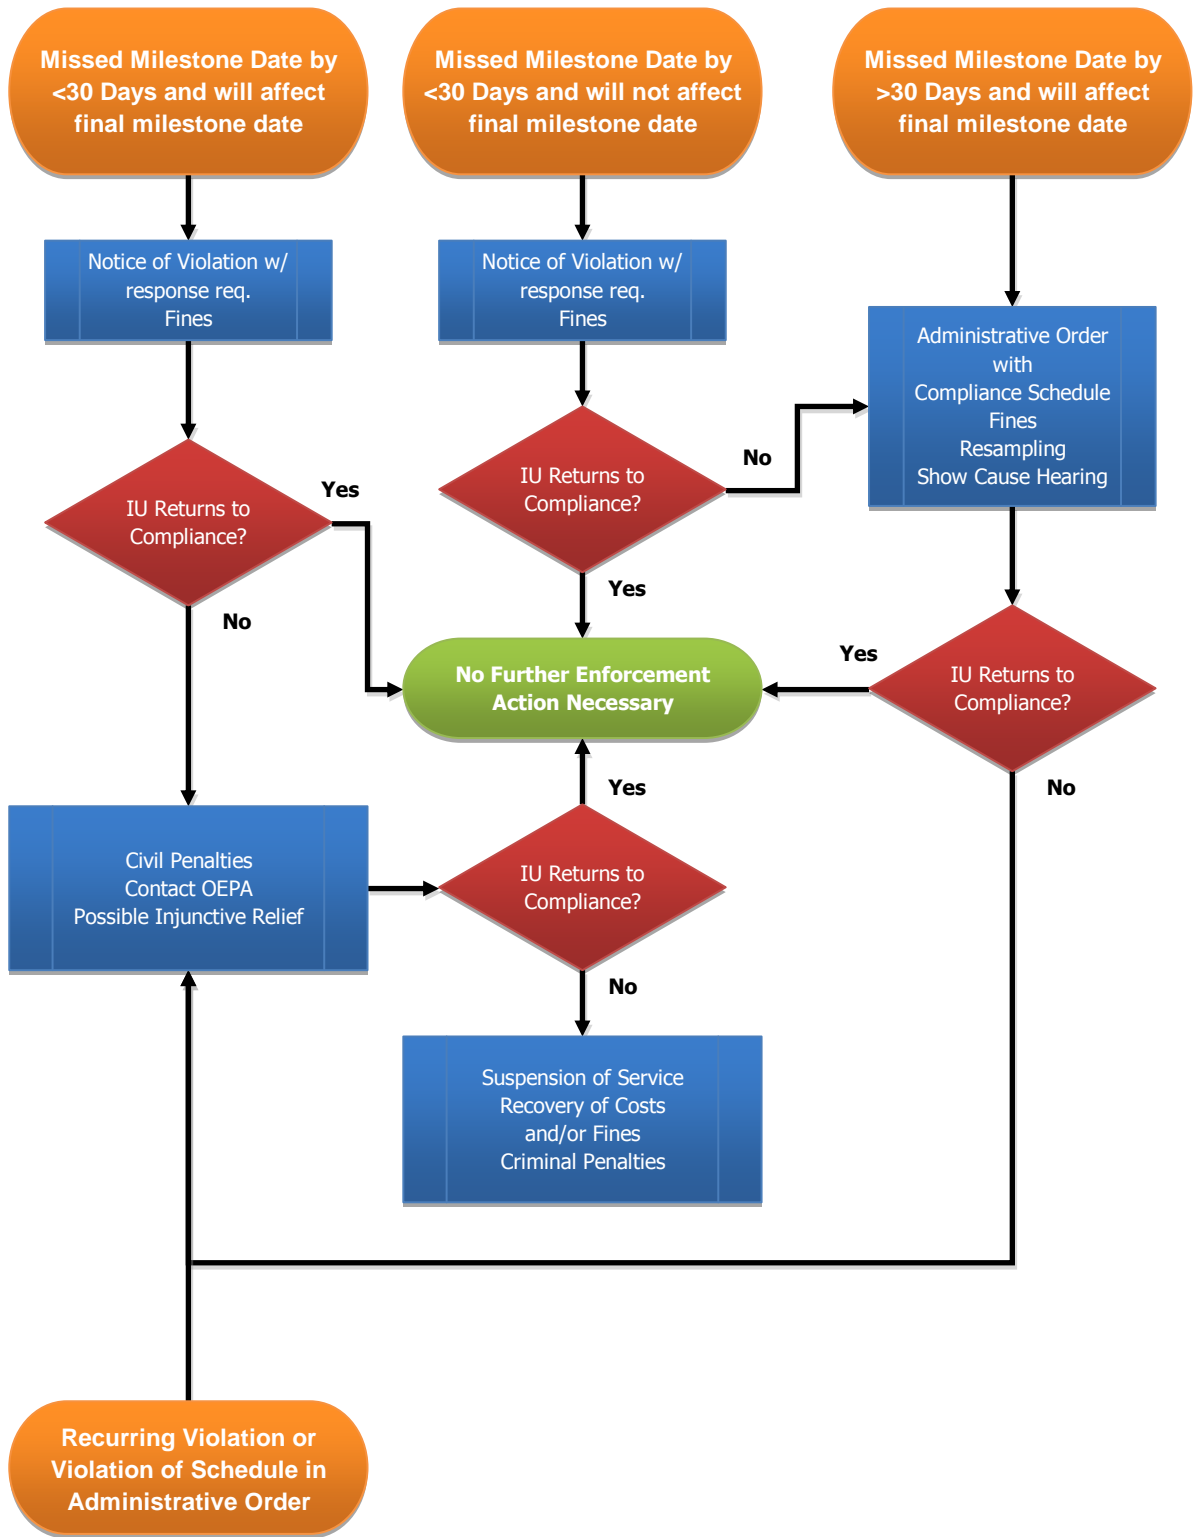 Missed Milestone Date by
<30 Days and will affect
final milestone date
Missed Milestone Date by
<30 Days and will not affect
final milestone date
Missed Milestone Date by
>30 Days and will affect
final milestone date
Notice of Violation w/
response req.
Fines
Notice of Violation w/
response req.
Fines
Administrative Order
with
Compliance Schedule
Fines
Resampling
Show Cause Hearing
IU Returns to
Compliance?
Yes
No
IU Returns to
Compliance?
No
Yes
No Further Enforcement
Action Necessary
IU Returns to
Compliance?
Yes
No
Civil Penalties
Contact OEPA
Possible Injunctive Relief
IU Returns to
Compliance?
Yes
No
Suspension of Service
Recovery of Costs
and/or Fines
Criminal Penalties
Recurring Violation or
Violation of Schedule in
Administrative Order